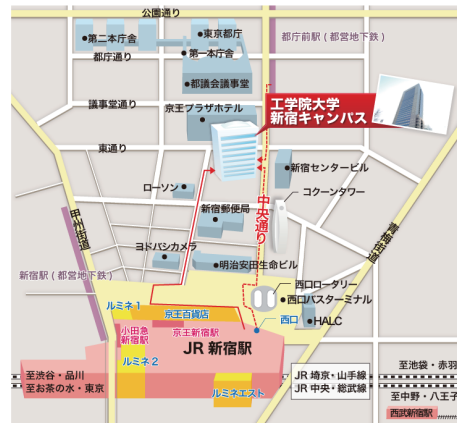 公園通り
第二本庁舎
東京都庁
都庁前駅(都営地下鉄)
第一本庁舎
都庁通り
都議会議事堂
議事堂通り
京王プラザホテル
工学院大学
新宿キャンパス
東通り
新宿センタービル
ローソン
コクーンタワー
新宿郵便局
中央通り
甲州街道
青梅街道
ヨドバシカメラ
明治安田生命ビル
新宿駅(都営地下鉄)
西口ロータリー
西口バスターミナル
ルミネ1
京王百貨店
西口
HALC
小田急
新宿駅
京王新宿駅
JR 新宿駅
ルミネ2
至渋谷・品川
至お茶の水・東京
ルミネエスト
JR 埼京・山手線
JR 中央・総武線
至池袋・赤羽
至中野・八王子
西武新宿駅